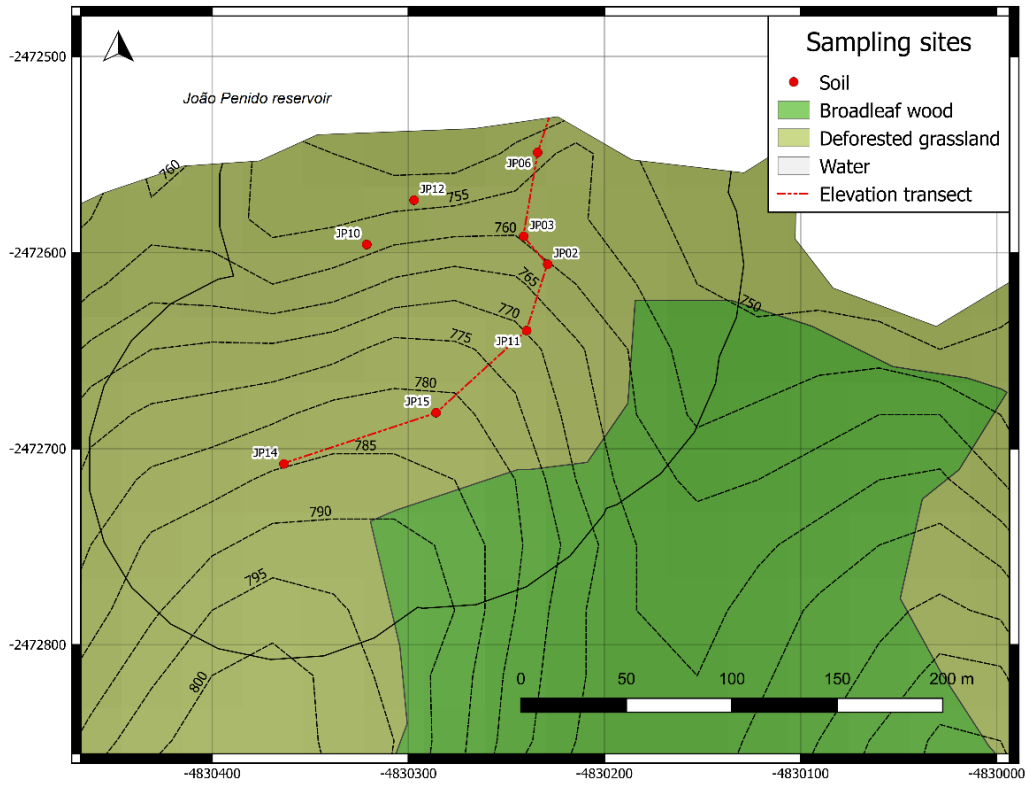 Sampling sites
Soil
Broadleaf wood
Deforested grassland
Water
Elevation transect
-2472500
-2472600
-2472700
-2472800
João Penido reservoir
760
755
JP06
JP12
JP10
JP03
760
JP02
765
750
770
JP11
775
780
JP15
785
JP14
790
795
800
0 50 100 150 200 m
-4830400 -4830300 -4830200 -4830100 -4830000